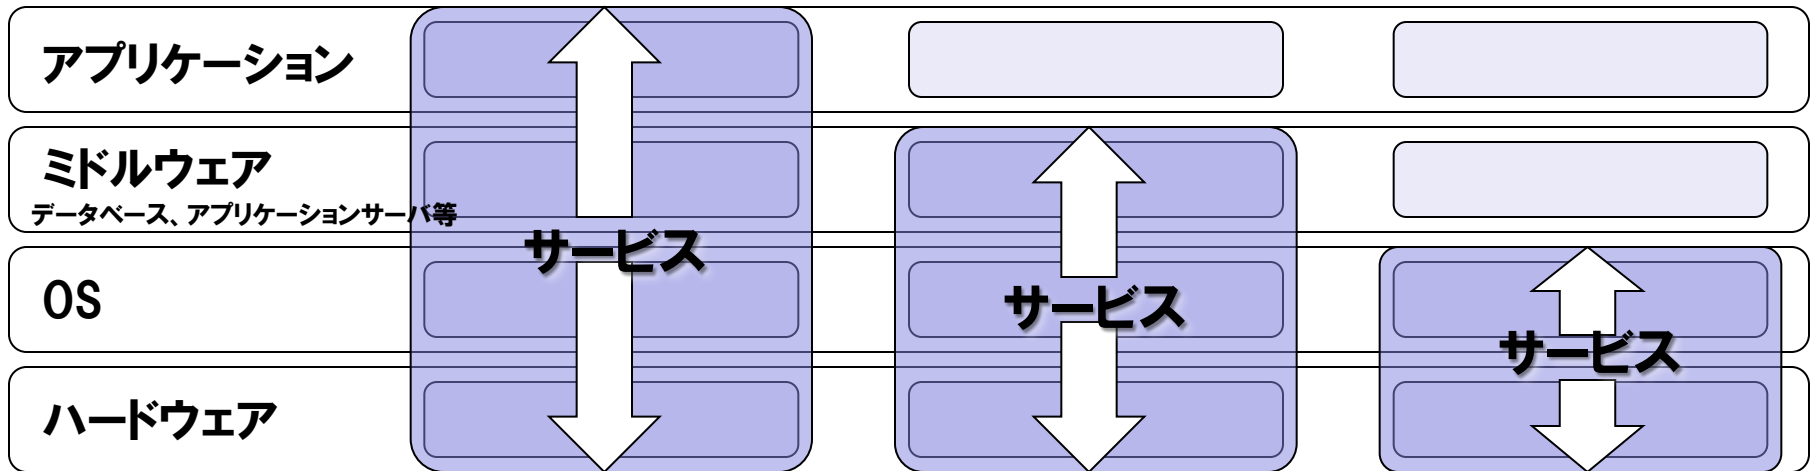 アプリケーション
ミドルウェア
データベース、アプリケーションサーバ等
サービス
OS
サービス
サービス
ハードウェア